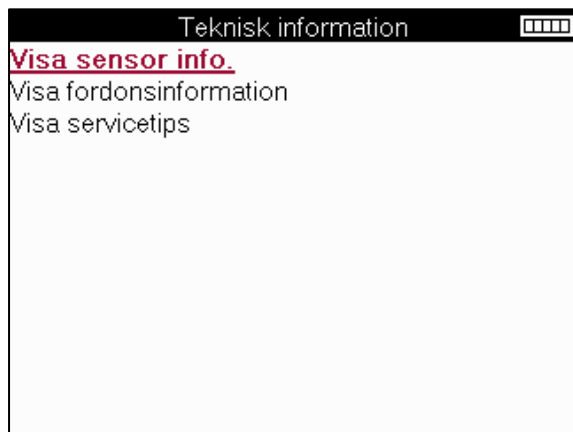 Teknisk information
Visa sensor info.
Visa fordonsinformation
Visa servicetips